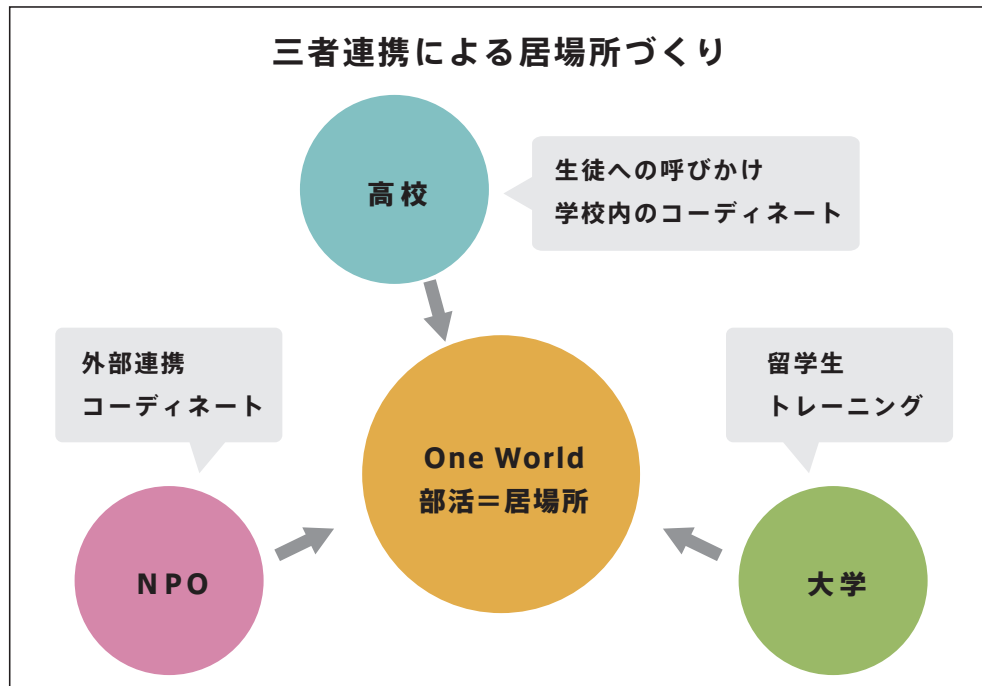 三者連携による居場所づくり
高校
生徒への呼びかけ
学校内のコーディネート
外部連携
コーディネート
留学生
トレーニング
One World
部活＝居場所
NPO
大学